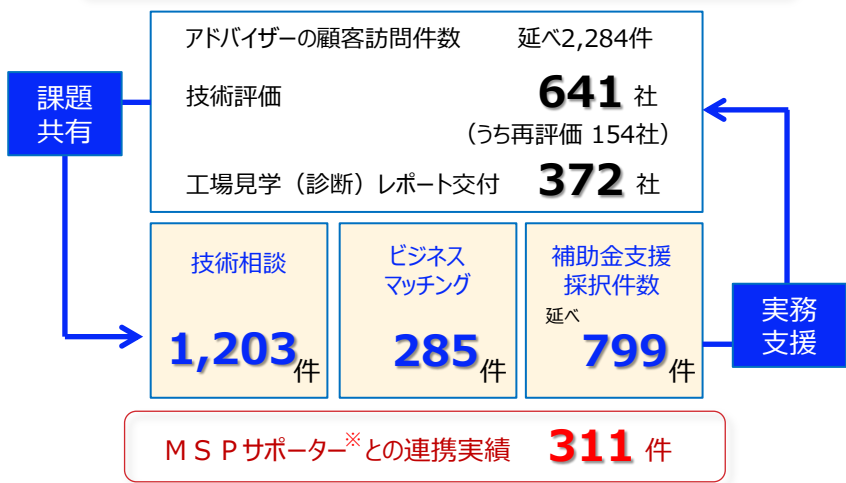 アドバイザーの顧客訪問件数 延べ2,284件
課題
共有
技術評価 641 社
（うち再評価 154社）
工場見学（診断）レポート交付 372 社
技術相談
1,203件
ビジネス
マッチング
285件
補助金支援
採択件数
延べ
799件
実務
支援
ＭＳＰサポーター※との連携実績 311 件